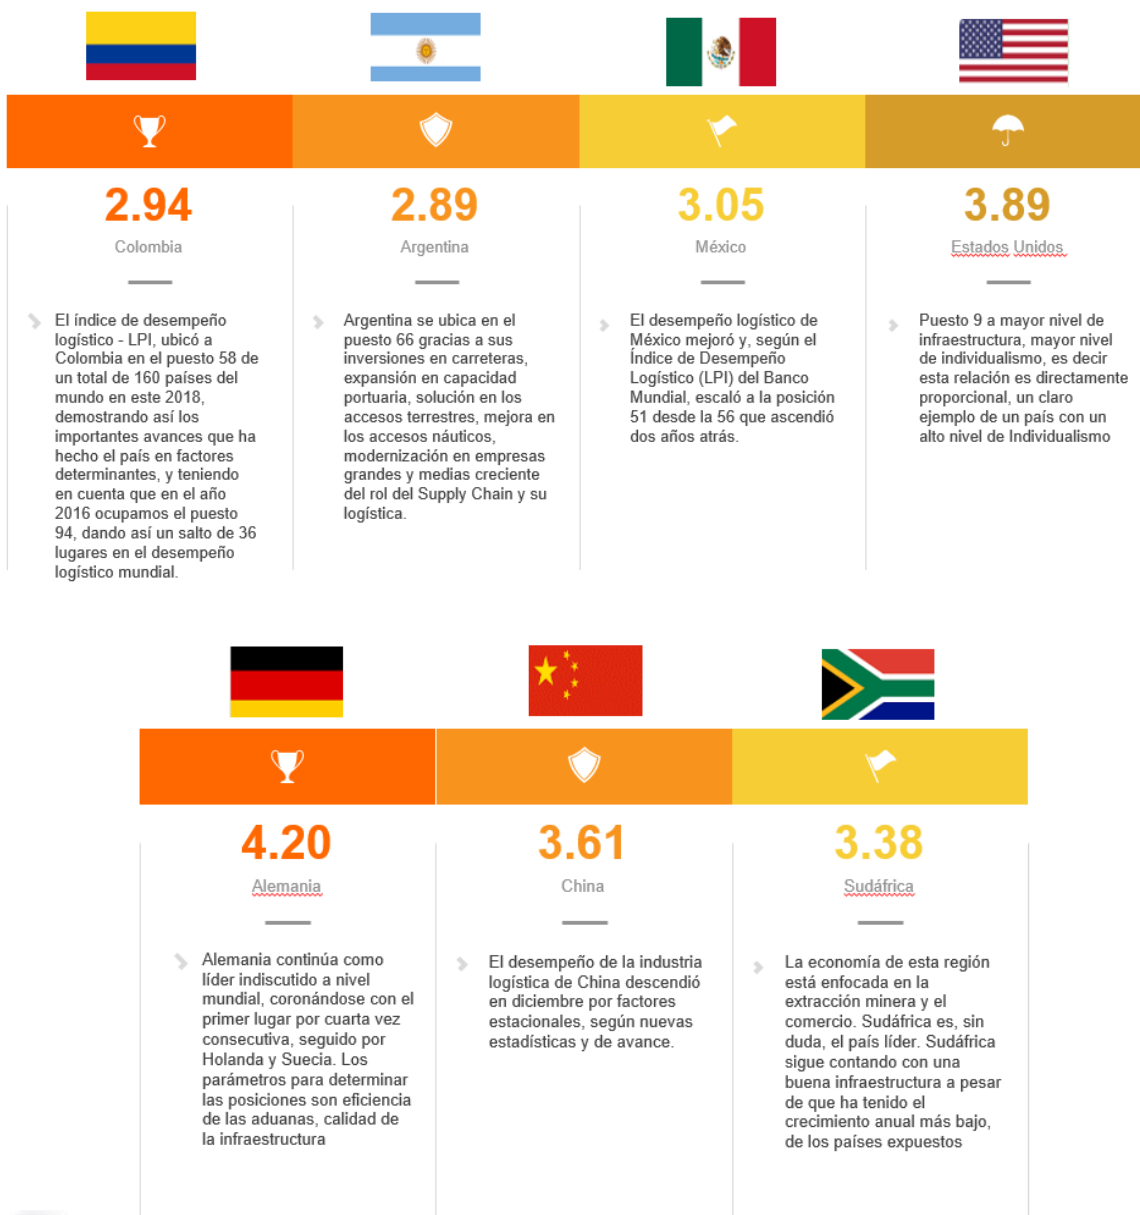 2.94
Colombia
El índice de desempeño
logístico - LPI, ubicó a
Colombia en el puesto 58 de
un total de 160 países del
mundo en este 2018,
demostrando así los
importantes avances que ha
hecho el país en factores
determinantes, y teniendo
en cuenta que en el año
2016 ocupamos el puesto
94, dando así un salto de 36
lugares en el desempeño
logístico mundial.
2.89
Argentina
Argentina se ubica en el
puesto 66 gracias a sus
inversiones en carreteras,
expansión en capacidad
portuaria, solución en los
accesos terrestres, mejora en
los accesos náuticos,
modernización en empresas
grandes y medias creciente
del rol del Supply Chain y su
logística.
3.05
México
El desempeño logístico de
México mejoró y, según el
Índice de Desempeño
Logístico (LPI) del Banco
Mundial, escaló a la posición
51 desde la 56 que ascendió
dos años atrás.
3.89
Estados Unidos
Puesto 9 a mayor nivel de
infraestructura, mayor nivel
de individualismo, es decir
esta relación es directamente
proporcional, un claro
ejemplo de un país con un
alto nivel de Individualismo
4.20
Alemania
Alemania continúa como
líder indiscutido a nivel
mundial, coronándose con el
primer lugar por cuarta vez
consecutiva, seguido por
Holanda y Suecia. Los
parámetros para determinar
las posiciones son eficiencia
de las aduanas, calidad de
la infraestructura
3.61
China
El desempeño de la industria
logística de China descendió
en diciembre por factores
estacionales, según nuevas
estadísticas y de avance.
3.38
Sudáfrica
La economía de esta región
está enfocada en la
extracción minera y el
comercio. Sudáfrica es, sin
duda, el país líder. Sudáfrica
sigue contando con una
buena infraestructura a pesar
de que ha tenido el
crecimiento anual más bajo,
de los países expuestos